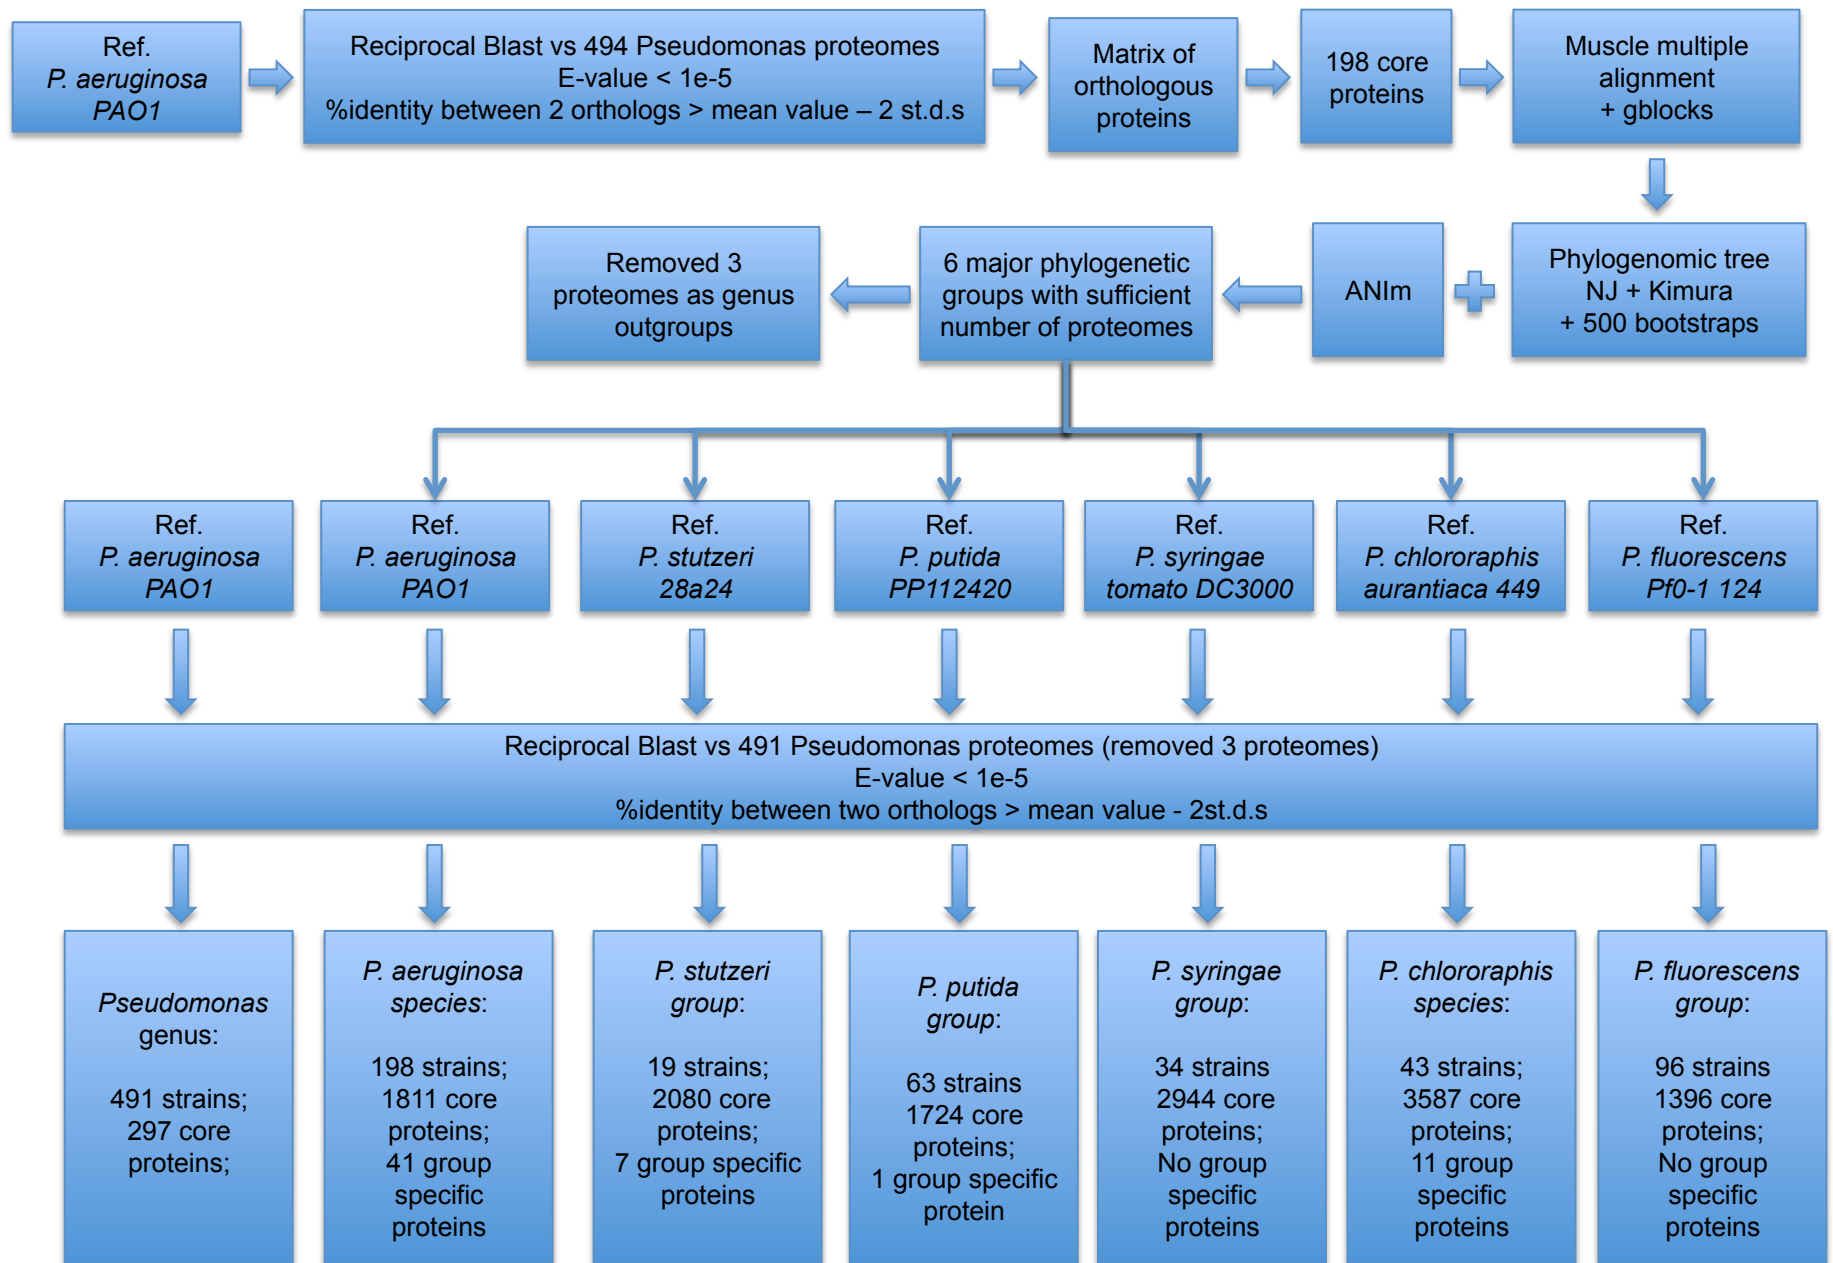 Ref.
P. aeruginosa
PAO1
Reciprocal Blast vs 494 Pseudomonas proteomes
E-value < 1e-5
%identity between 2 orthologs > mean value – 2 st.d.s
Matrix of
orthologous
proteins
198 core
proteins
Muscle multiple
alignment
+ gblocks
Removed 3
proteomes as genus
outgroups
6 major phylogenetic
groups with sufficient
number of proteomes
ANIm
Phylogenomic tree
NJ + Kimura
+ 500 bootstraps
Ref.
P. aeruginosa
PAO1
Ref.
P. aeruginosa
PAO1
Ref.
P. stutzeri
28a24
Ref.
P. putida
PP112420
Ref.
P. syringae
tomato DC3000
Ref.
P. chlororaphis
aurantiaca 449
Ref.
P. fluorescens
Pf0-1 124
Reciprocal Blast vs 491 Pseudomonas proteomes (removed 3 proteomes)
E-value < 1e-5
%identity between two orthologs > mean value - 2st.d.s
Pseudomonas
genus:
491 strains;
297 core
proteins;
P. aeruginosa
species:
198 strains;
1811 core
proteins;
41 group
specific
proteins
P. stutzeri
group:
19 strains;
2080 core
proteins;
7 group specific
proteins
P. putida
group:
63 strains
1724 core
proteins;
1 group specific
protein
P. syringae
group:
34 strains
2944 core
proteins;
No group
specific
proteins
P. chlororaphis
species:
43 strains;
3587 core
proteins;
11 group
specific
proteins
P. fluorescens
group:
96 strains
1396 core
proteins;
No group
specific
proteins